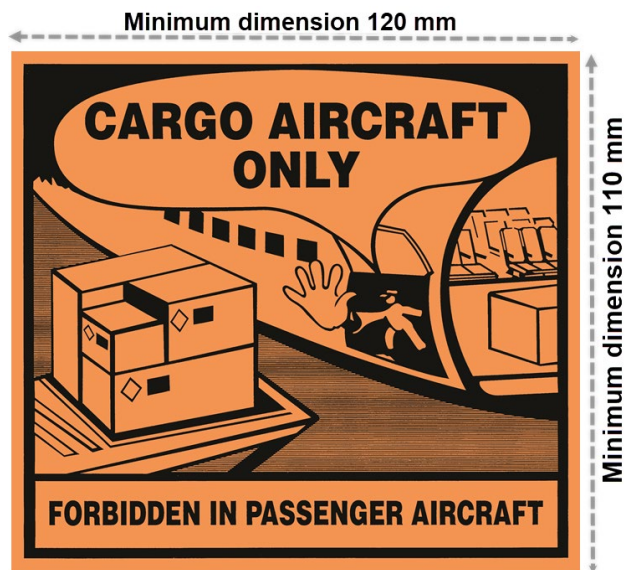 Minimum dimension 120 mm
CARGO AIRCRAFT
ONLY
Minimum dimension 110 mm
FORBIDDEN IN PASSENGER AIRCRAFT